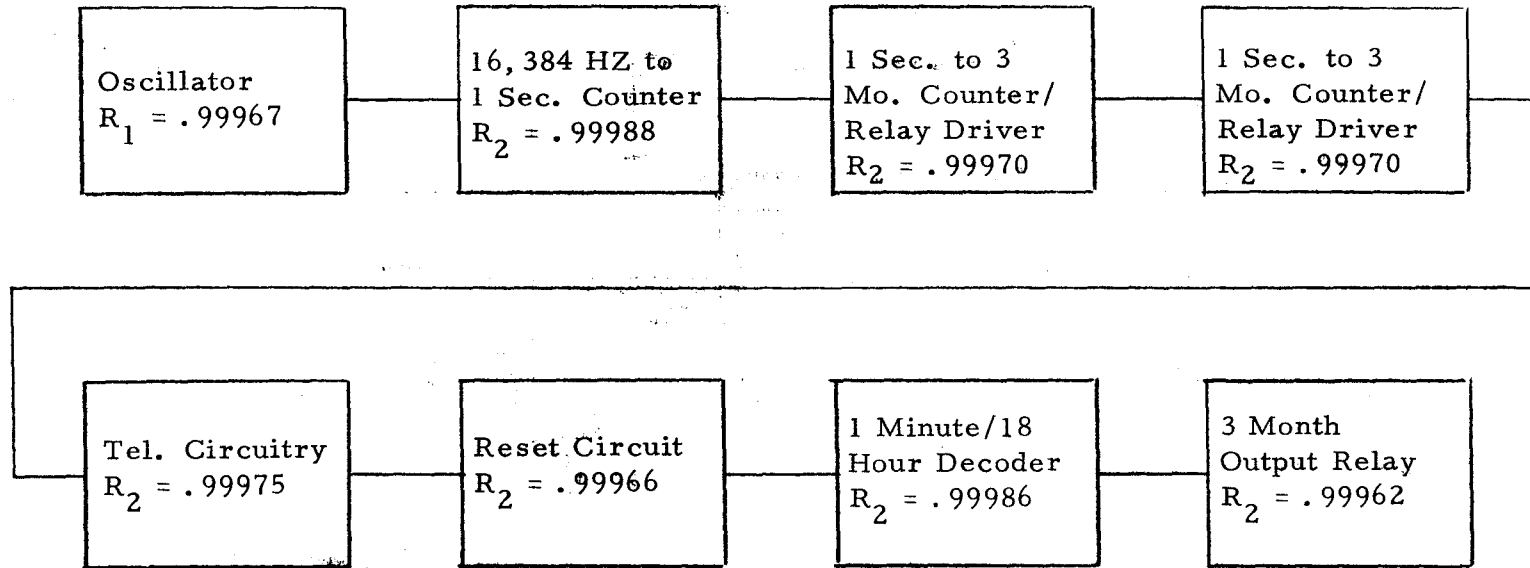 Oscillator
R1 = .99967
16, 384 HZ to
1 Sec. Counter
R2 = .99988
1 Sec. to 3
Mo. Counter/
Relay Driver
R2 = .99970
1 Sec. to 3
Mo. Counter/
Relay Driver
R2 = .99970
Tel. Circuitry
R2 = .99975
Reset Circuit
R2 = .99966
1 Minute/18
Hour Decoder
R2 = .99986
3 Month
Output Relay
R2 = .99962